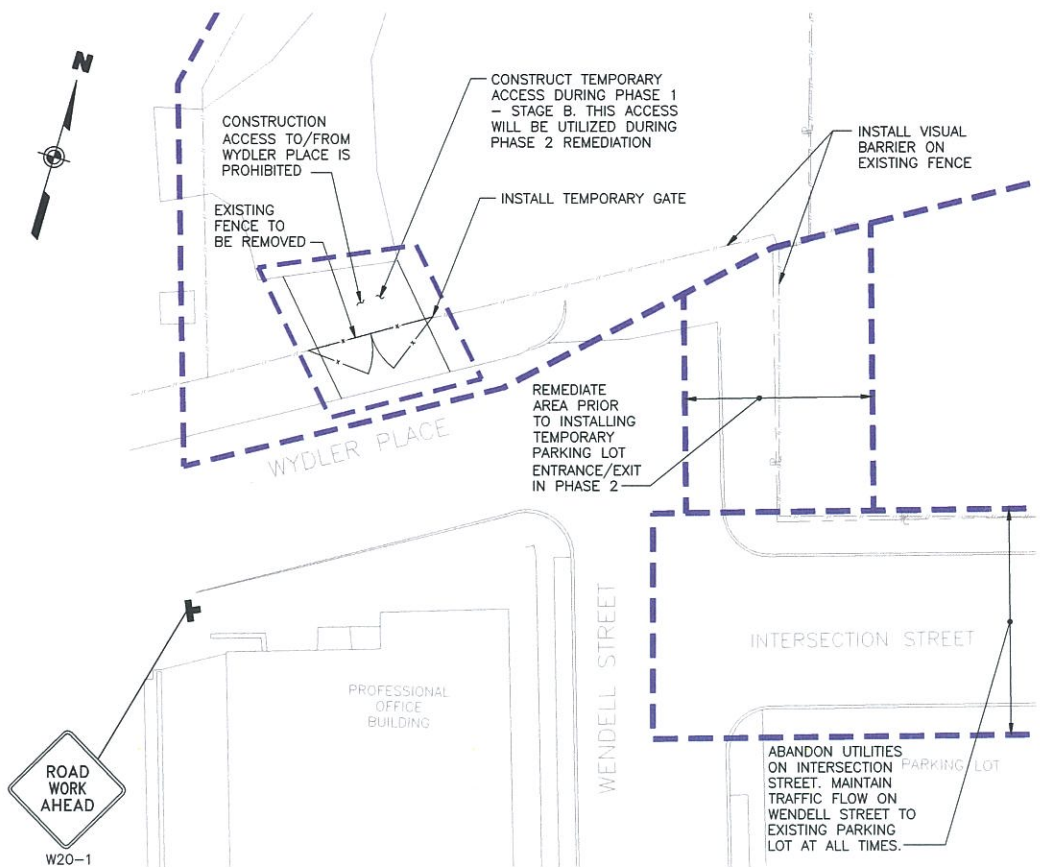 N
CONSTRUCT TEMPORARY
ACCESS DURING PHASE 1
– STAGE B. THIS ACCESS
WILL BE UTILIZED DURING
PHASE 2 REMEDIATION
CONSTRUCTION
ACCESS TO/FROM
WYDLER PLACE IS
PROHIBITED
INSTALL VISUAL
BARRIER ON
EXISTING FENCE
INSTALL TEMPORARY GATE
EXISTING
FENCE TO
BE REMOVED
REMEDIATE
AREA PRIOR
TO INSTALLING
TEMPORARY
PARKING LOT
ENTRANCE/EXIT
IN PHASE 2
WYDLER PLACE
WENDELL STREET
INTERSECTION STREET
PROFESSIONAL
OFFICE
BUILDING
ABANDON UTILITIES
ON INTERSECTION
STREET. MAINTAIN
TRAFFIC FLOW ON
WENDELL STREET TO
EXISTING PARKING
LOT AT ALL TIMES.
PARKING LOT
ROAD
WORK
AHEAD
W20-1